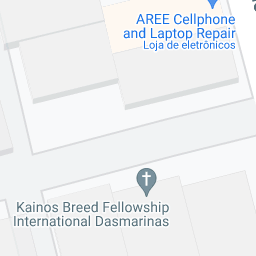 AREE Cellphone
and Laptop Repair
Loja de eletrônicos
Kainos Breed Fellowship
International Dasmarinas